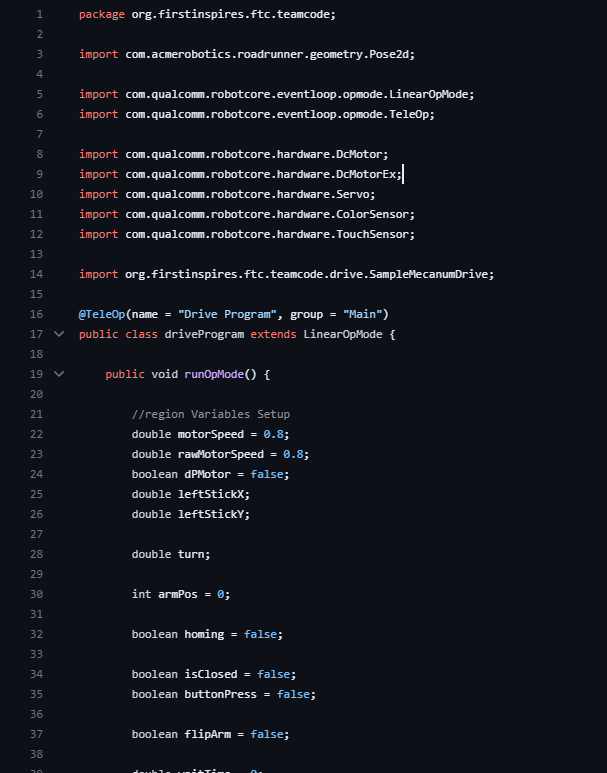 1 package org.firstinspires.ftc.teamcode;
2
3 import com.acmerobotics.roadrunner.geometry.Pose2d;
4
5 import com.qualcomm.robotcore.eventloop.opmode.LinearOpMode;
6 import com.qualcomm.robotcore.eventloop.opmode.TeleOp;
7
8 import com.qualcomm.robotcore.hardware.DcMotor;
9 import com.qualcomm.robotcore.hardware.DcMotorEx;
10 import com.qualcomm.robotcore.hardware.Servo;
11 import com.qualcomm.robotcore.hardware.ColorSensor;
12 import com.qualcomm.robotcore.hardware.TouchSensor;
13
14 import org.firstinspires.ftc.teamcode.drive.SampleMecanumDrive;
15
16 @TeleOp(name = "Drive Program", group = "Main")
17 public class driveProgram extends LinearOpMode {
18
19 public void runOpMode() {
20
21 //region Variables Setup
22 double motorSpeed = 0.8;
23 double rawMotorSpeed = 0.8;
24 boolean dPMotor = false;
25 double leftStickX;
26 double leftStickY;
27
28 double turn;
29
30 int armPos = 0;
31
32 boolean homing = false;
33
34 boolean isClosed = false;
35 boolean buttonPress = false;
36
37 boolean flipArm = false;
38
39 double waitTime = 0;